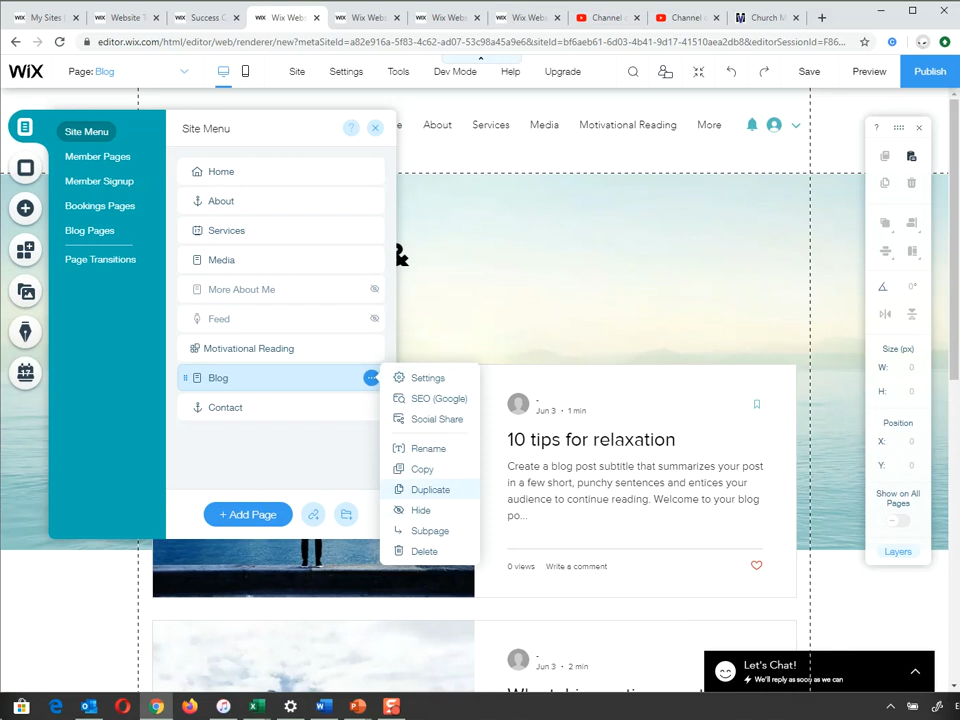 My Sites (
Website T
Success C
Wix Webs
Wix Webs
Wix Web
Wix Web
Channel c
Channel c
Church M
editor.wix.com/html/editor/web/renderer/new?metaSiteId=a82e916a-5f83-4c62-ad07-53c98a45a9e6&siteId=bf6aeb61-6d03-4b41-9d17-41510aea2db8&editorSessionId=F86...
WiX
Page: Blog
Site
Settings
Tools
Dev Mode
Help
Upgrade
Save
Preview
Publish
Site Menu
Member Pages
Member Signup
Bookings Pages
Blog Pages
Page Transitions
Site Menu
?
Home
About
Services
Media
More About Me
Feed
Motivational Reading
Blog
Contact
+ Add Page
Settings
SEO (Google)
Social Share
Rename
Copy
Duplicate
Hide
Subpage
Delete
e
About
Services
Media
Motivational Reading
More
&
-
Jun 3 • 1 min
10 tips for relaxation
Create a blog post subtitle that summarizes your post
in a few short, punchy sentences and entices your
audience to continue reading. Welcome to your blog
po...
0 views
Write a comment
-
Jun 3 • 2 min
?
0°
Size (px)
W: 0
H: 0
Position
X: 0
Y: 0
Show on All
Pages
Layers
Let's Chat!
We'll reply as soon as we can
E